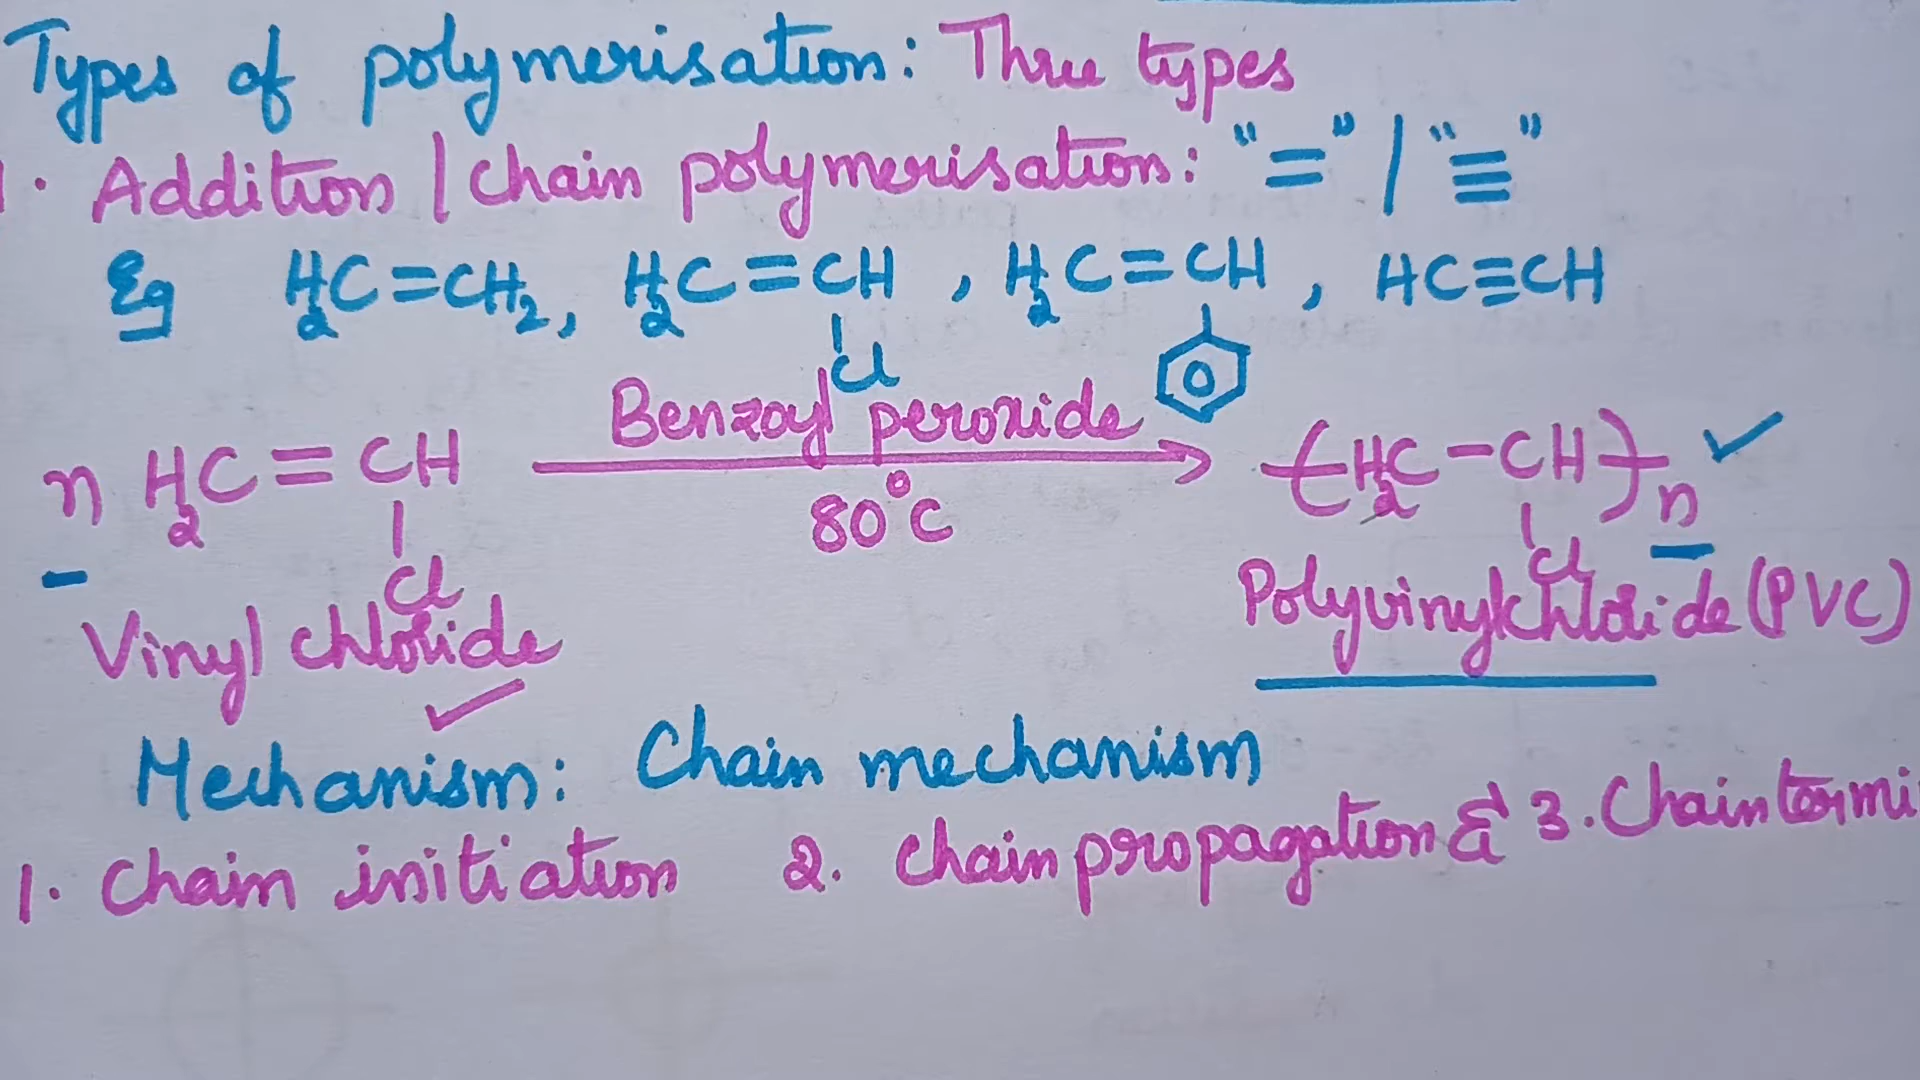 Types of polymerisation: Three types
1. Addition / chain polymerisation: "=" / "≡"
Eg H₂C=CH₂, H₂C=CH, H₂C=CH, HC≡CH
Cl
Benzoyl peroxide
n H₂C=CH (H₂C-CH)n
80°C
Cl Cl
Vinyl chloride Polyvinylchloride (PVC)
Mechanism: Chain mechanism
1. Chain initiation 2. Chain propagation & 3. Chain termi